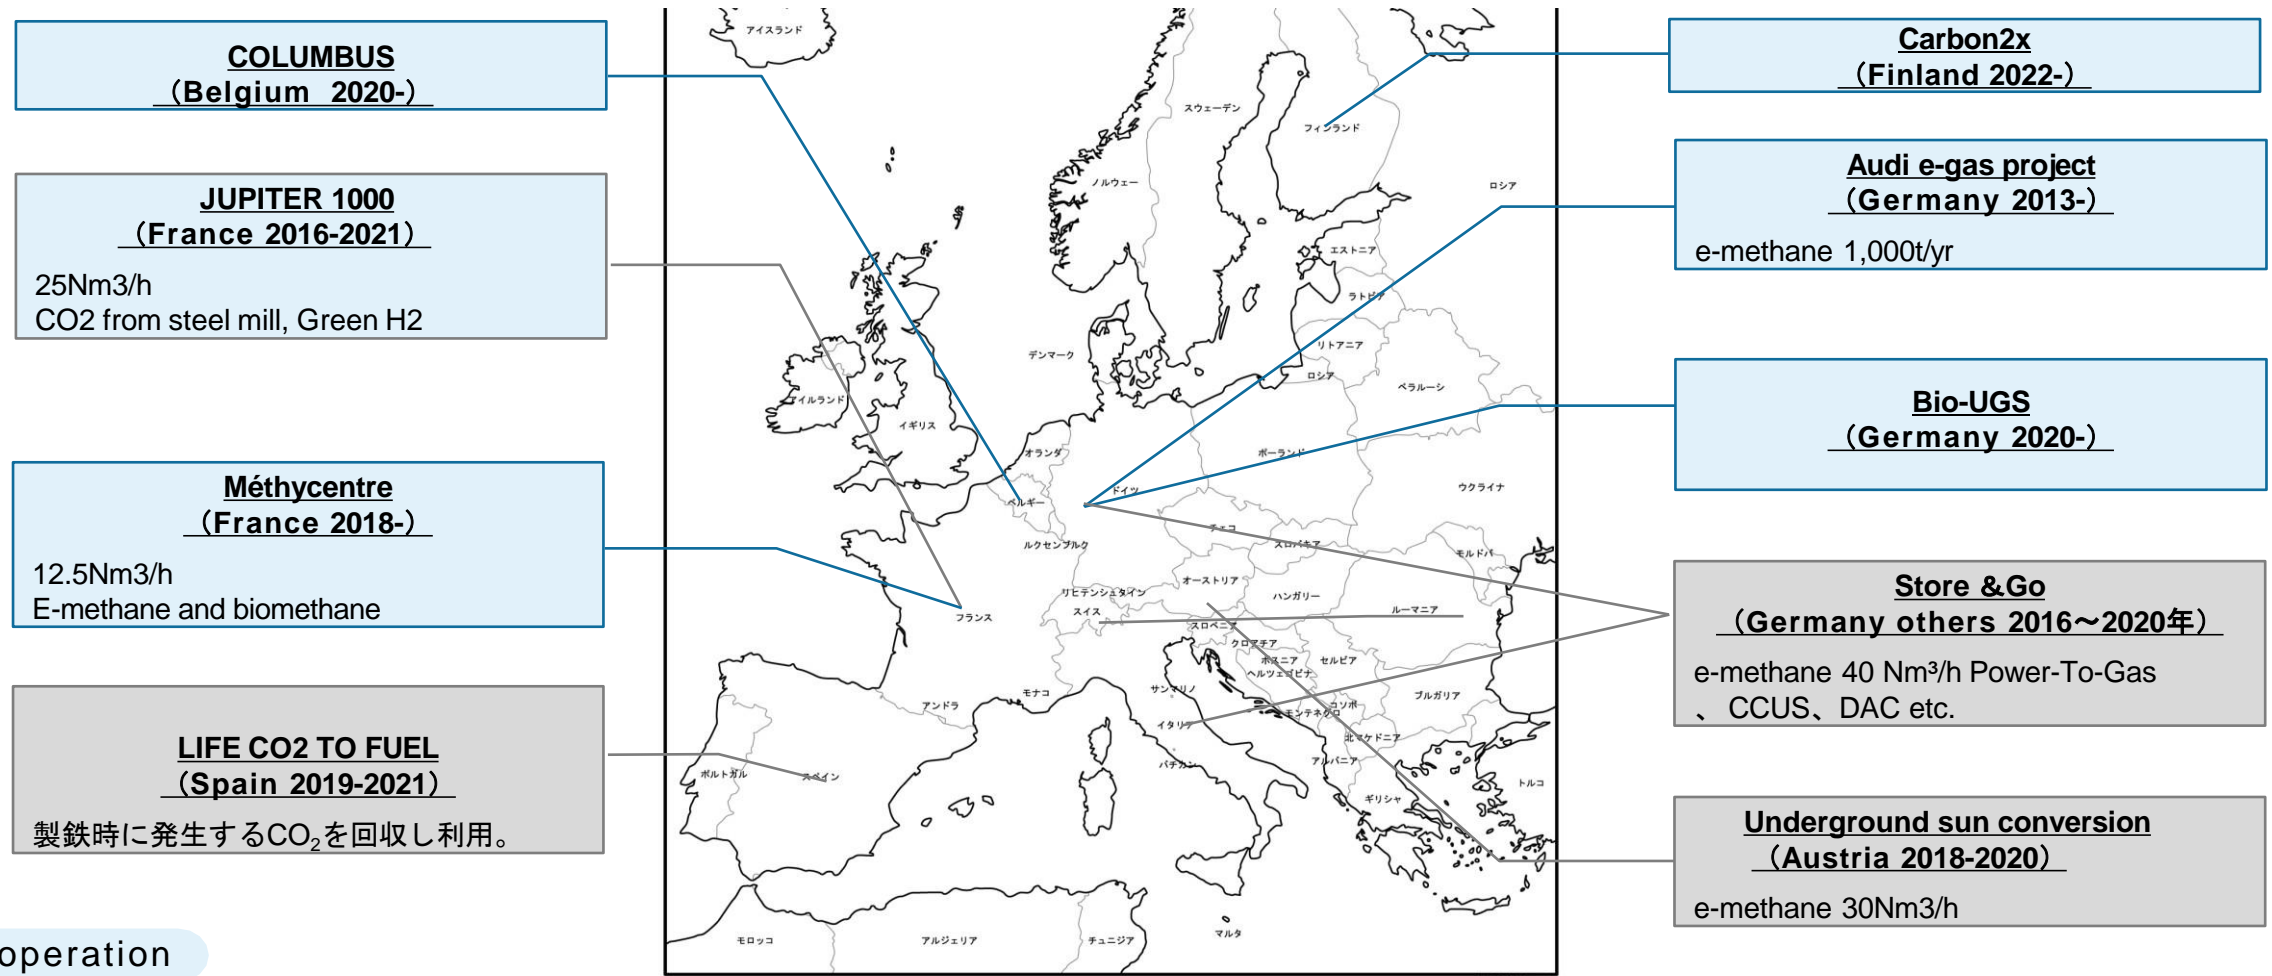 COLUMBUS
（Belgium 2020-）
JUPITER 1000
（France 2016-2021）
25Nm3/h
CO2 from steel mill, Green H2
Méthycentre
（France 2018-）
12.5Nm3/h
E-methane and biomethane
LIFE CO2 TO FUEL
（Spain 2019-2021）
製鉄時に発生するCO₂を回収し利用。
operation
アイスランド
スウェーデン
フィンランド
ノルウェー
ロシア
エストニア
ラトビア
リトアニア
デンマーク
ロシア
ベラルーシ
アイルランド
イギリス
オランダ
ポーランド
ベルギー
ドイツ
ウクライナ
チェコ
ルクセンブルク
スロバキア
モルドバ
オーストリア
リヒテンシュタイン
ハンガリー
スイス
ルーマニア
フランス
スロベニア
クロアチア
ボスニア
ヘルツェゴビナ
セルビア
モナコ
サンマリノ
ブルガリア
アンドラ
コソボ
モンテネグロ
イタリア
北マケドニア
バチカン
アルバニア
ポルトガル
スペイン
トルコ
ギリシャ
マルタ
モロッコ
アルジェリア
チュニジア
Carbon2x
（Finland 2022-）
Audi e-gas project
（Germany 2013-）
e-methane 1,000t/yr
Bio-UGS
（Germany 2020-）
Store &Go
（Germany others 2016～2020年）
e-methane 40 Nm³/h Power-To-Gas
、CCUS、DAC etc.
Underground sun conversion
（Austria 2018-2020）
e-methane 30Nm3/h